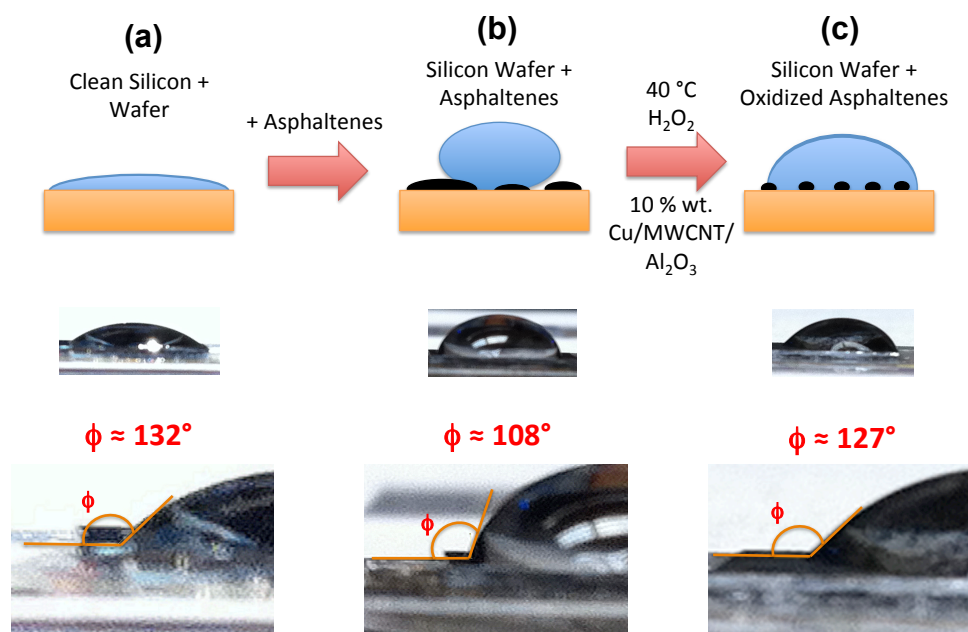 (a)
Clean Silicon +
Wafer
+ Asphaltenes
(b)
Silicon Wafer +
Asphaltenes
40 °C
H₂O₂
10 % wt.
Cu/MWCNT/
Al₂O₃
(c)
Silicon Wafer +
Oxidized Asphaltenes
ϕ ≈ 132°
ϕ ≈ 108°
ϕ ≈ 127°
ϕ
ϕ
ϕ